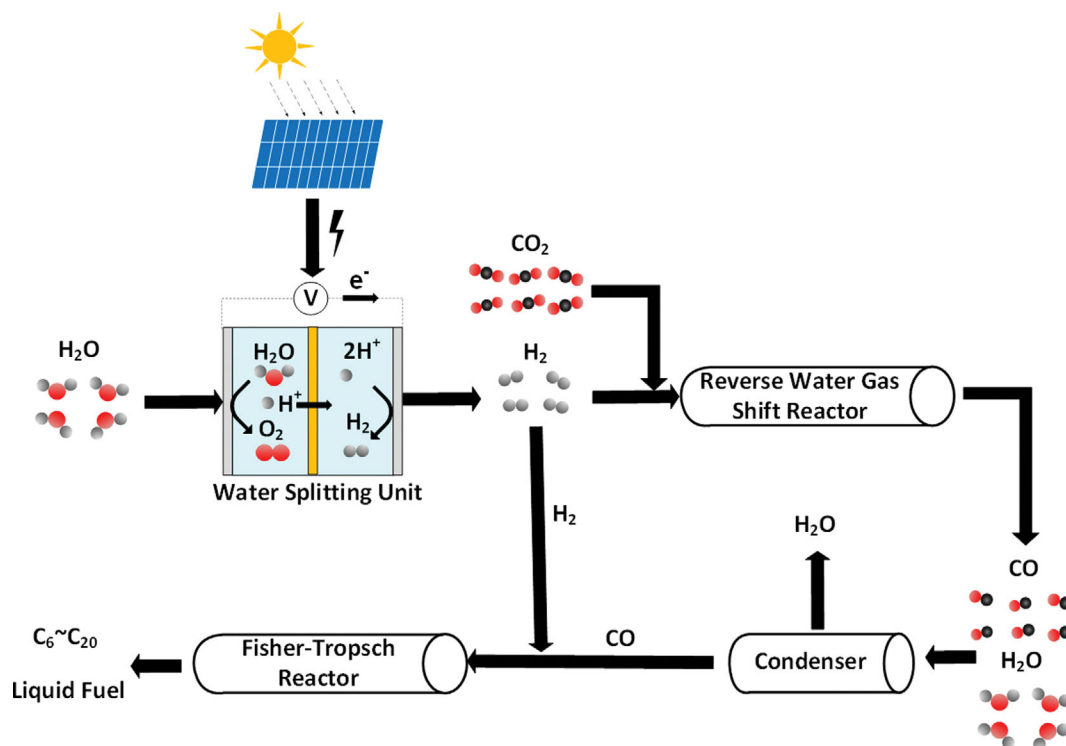 CO₂
V
e⁻
H₂O
H₂O
2H⁺
H₂
Reverse Water Gas
Shift Reactor
H⁺
O₂
H₂
Water Splitting Unit
H₂
H₂O
CO
CO
C₆~C₂₀
Liquid Fuel
Fisher-Tropsch
Reactor
Condenser
H₂O